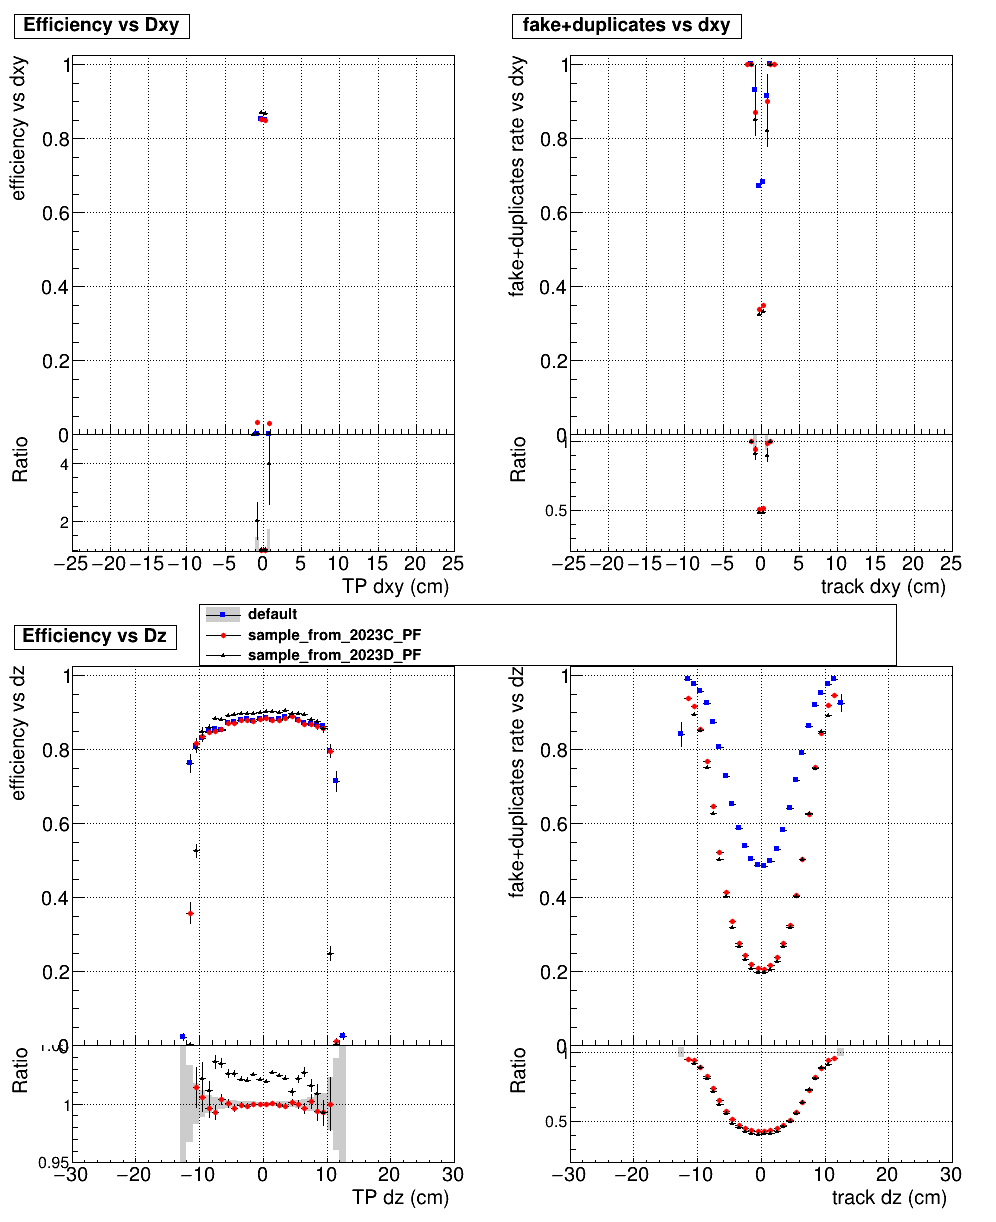 Efficiency vs Dxy
efficiency vs dxy
1
0.8
0.6
0.4
0.2
0
Ratio
4
2
−25 −20 −15 −10 −5 0 5 10 15 20 25
TP dxy (cm)
fake+duplicates vs dxy
fake+duplicates rate vs dxy
1
0.8
0.6
0.4
0.2
0
Ratio
1
0.5
−25 −20 −15 −10 −5 0 5 10 15 20 25
track dxy (cm)
default
sample_from_2023C_PF
sample_from_2023D_PF
Efficiency vs Dz
efficiency vs dz
1
0.8
0.6
0.4
0.2
0
Ratio
1
0.95
−30 −20 −10 0 10 20 30
TP dz (cm)
fake+duplicates rate vs dz
1
0.8
0.6
0.4
0.2
0
Ratio
1
0.5
−30 −20 −10 0 10 20 30
track dz (cm)